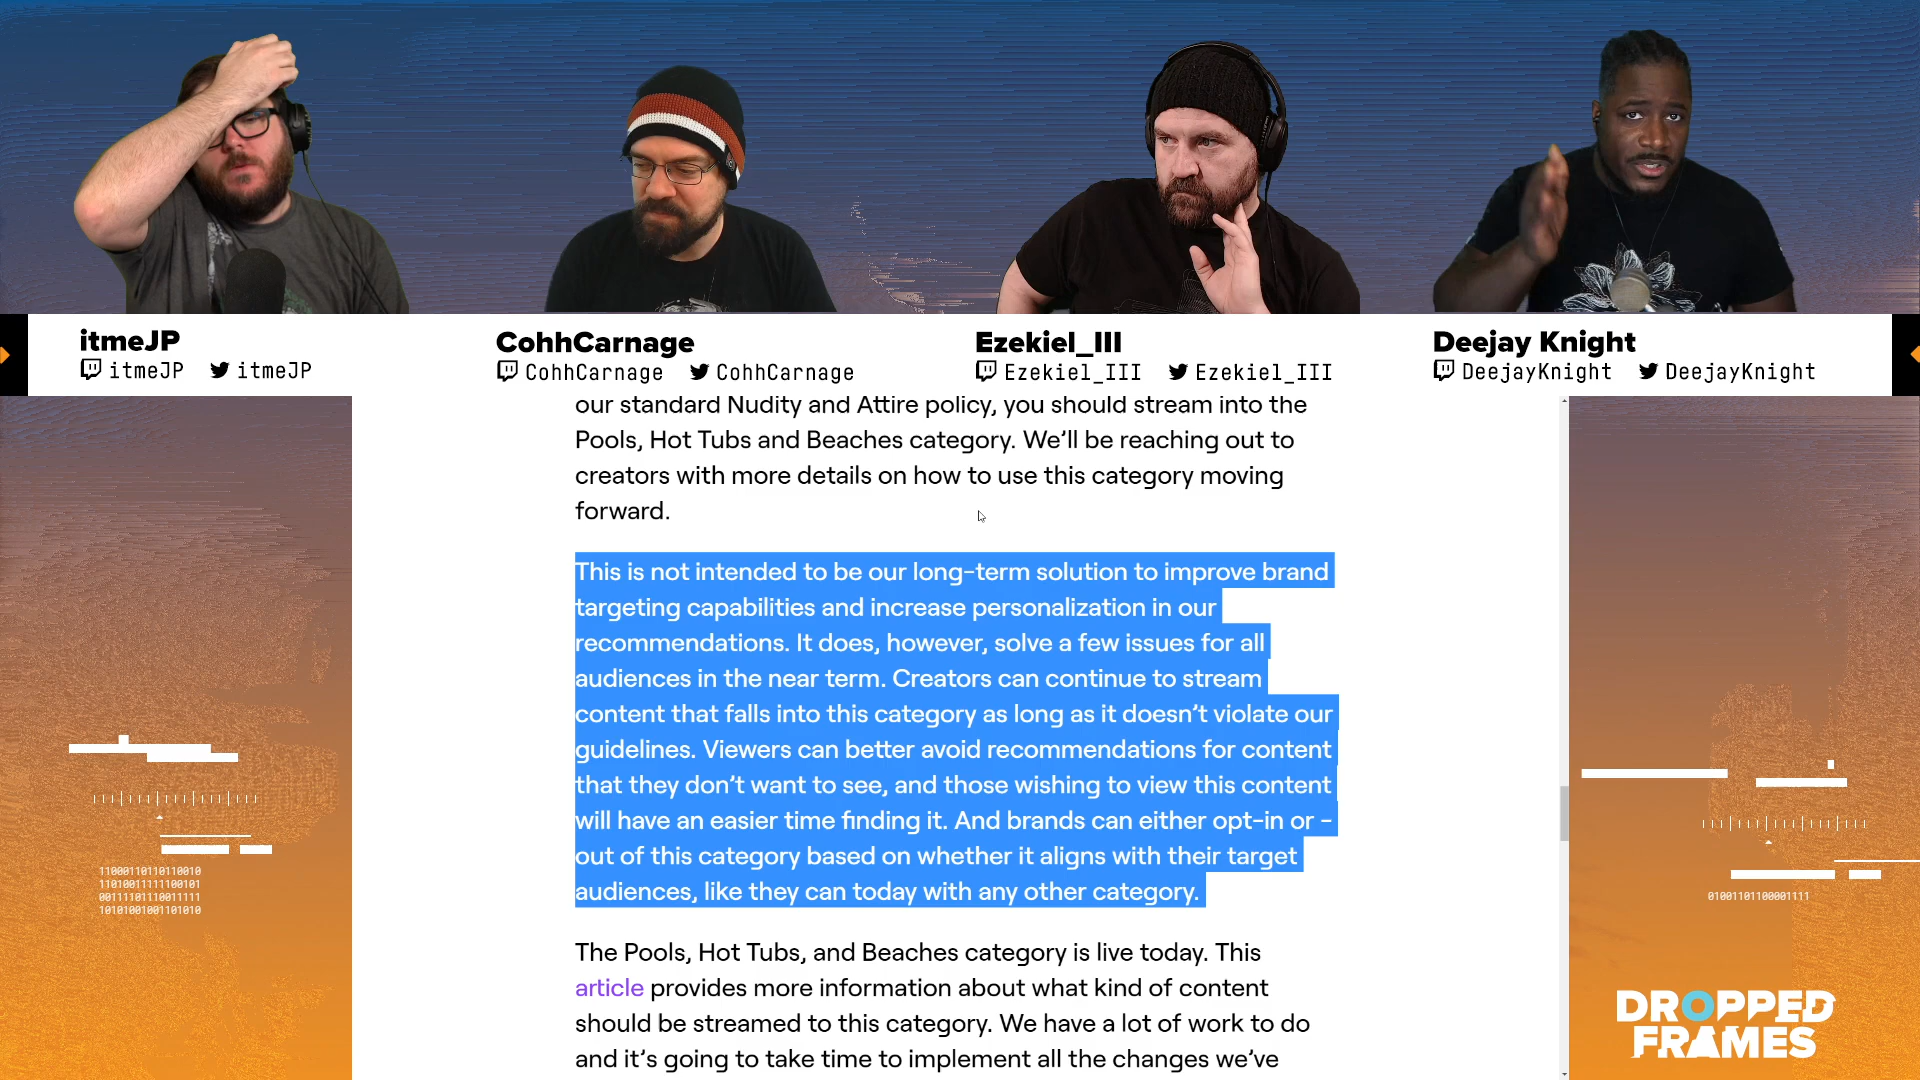 itmeJP
itmeJP itmeJP
CohhCarnage
CohhCarnage CohhCarnage
Ezekiel_III
Ezekiel_III Ezekiel_III
Deejay Knight
DeejayKnight DeejayKnight
our standard Nudity and Attire policy, you should stream into the
Pools, Hot Tubs and Beaches category. We’ll be reaching out to
creators with more details on how to use this category moving
forward.
This is not intended to be our long-term solution to improve brand
targeting capabilities and increase personalization in our
recommendations. It does, however, solve a few issues for all
audiences in the near term. Creators can continue to stream
content that falls into this category as long as it doesn’t violate our
guidelines. Viewers can better avoid recommendations for content
that they don’t want to see, and those wishing to view this content
will have an easier time finding it. And brands can either opt-in or -
out of this category based on whether it aligns with their target
audiences, like they can today with any other category.
The Pools, Hot Tubs, and Beaches category is live today. This
article provides more information about what kind of content
should be streamed to this category. We have a lot of work to do
and it’s going to take time to implement all the changes we’ve
11000110110110010
11010011111100101
00111101110011111
10101001001101010
01001101100001111
DROPPED
FRAMES